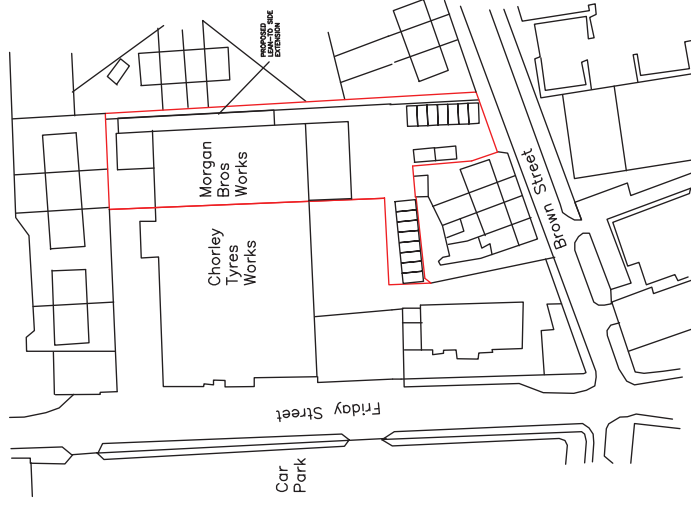 PROPOSED
LEAN-TO SIDE
EXTENSION
Morgan
Bros
Works
Chorley
Tyres
Works
Brown Street
Friday Street
Car
Park